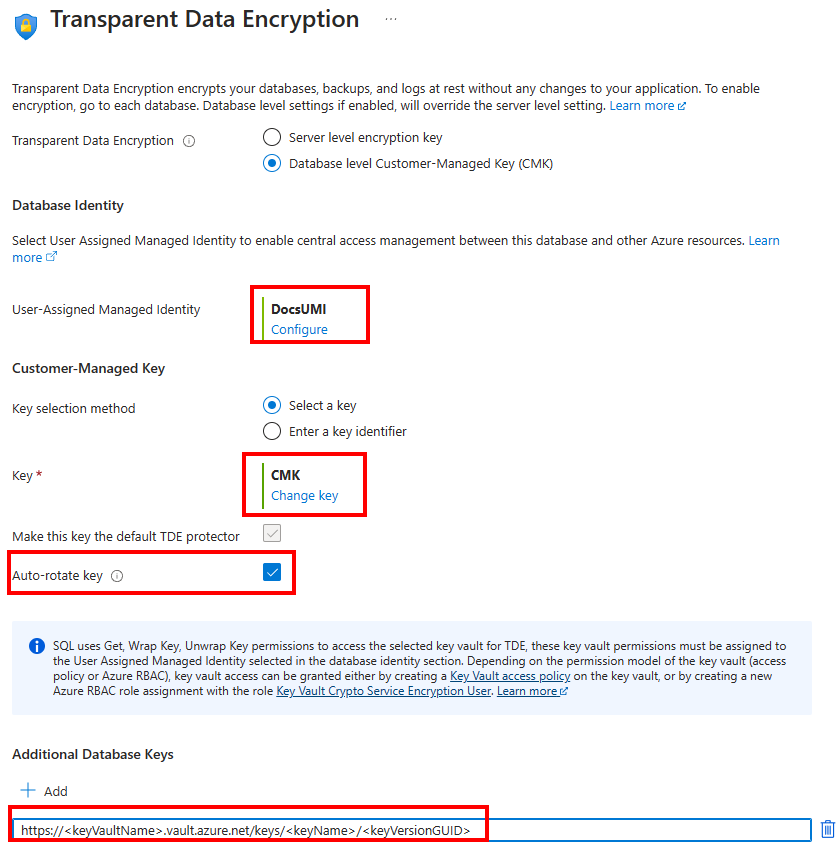 Transparent Data Encryption ...
Transparent Data Encryption encrypts your databases, backups, and logs at rest without any changes to your application. To enable
encryption, go to each database. Database level settings if enabled, will override the server level setting. Learn more
Transparent Data Encryption
Server level encryption key
Database level Customer-Managed Key (CMK)
Database Identity
Select User Assigned Managed Identity to enable central access management between this database and other Azure resources. Learn
more
User-Assigned Managed Identity
DocsUMI
Configure
Customer-Managed Key
Key selection method
Select a key
Enter a key identifier
Key *
CMK
Change key
Make this key the default TDE protector
Auto-rotate key
SQL uses Get, Wrap Key, Unwrap Key permissions to access the selected key vault for TDE, these key vault permissions must be assigned to
the User Assigned Managed Identity selected in the database identity section. Depending on the permission model of the key vault (access
policy or Azure RBAC), key vault access can be granted either by creating a Key Vault access policy on the key vault, or by creating a new
Azure RBAC role assignment with the role Key Vault Crypto Service Encryption User. Learn more
Additional Database Keys
+ Add
https://<keyVaultName>.vault.azure.net/keys/<keyName>/<keyVersionGUID>